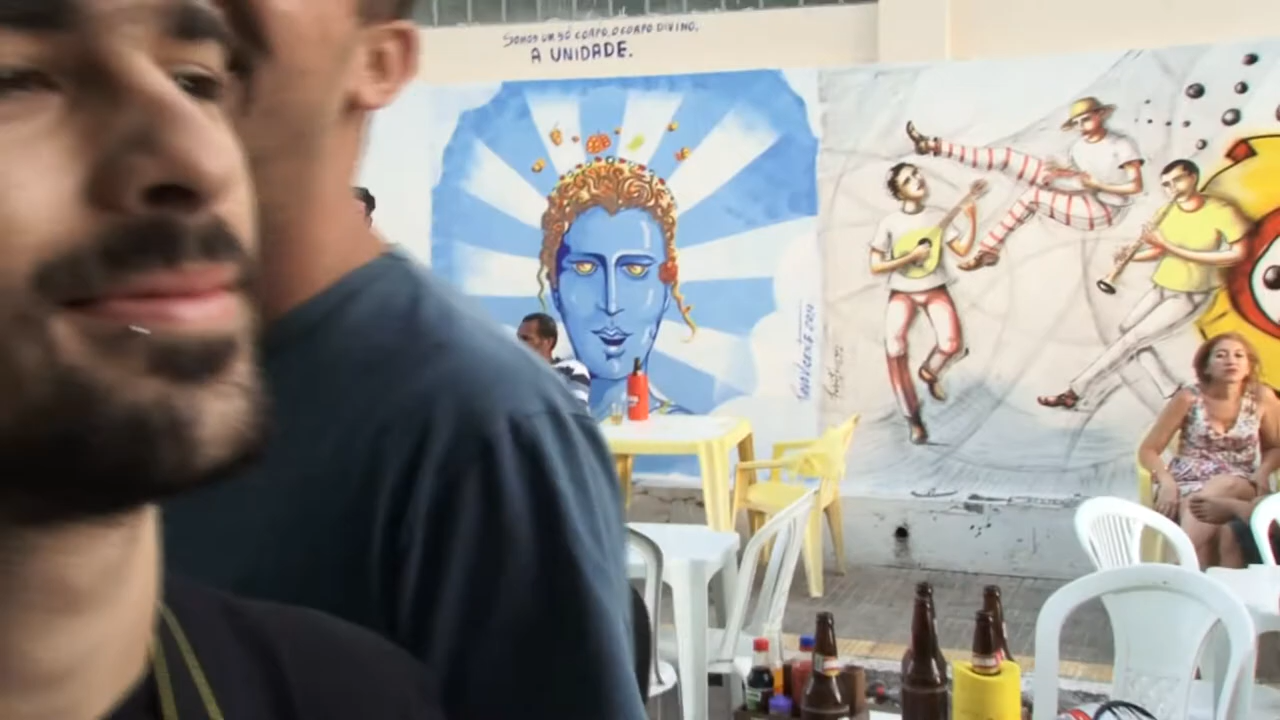 SOMOS UM SÓ CORPO, O CORPO DIVINO,
A UNIDADE.